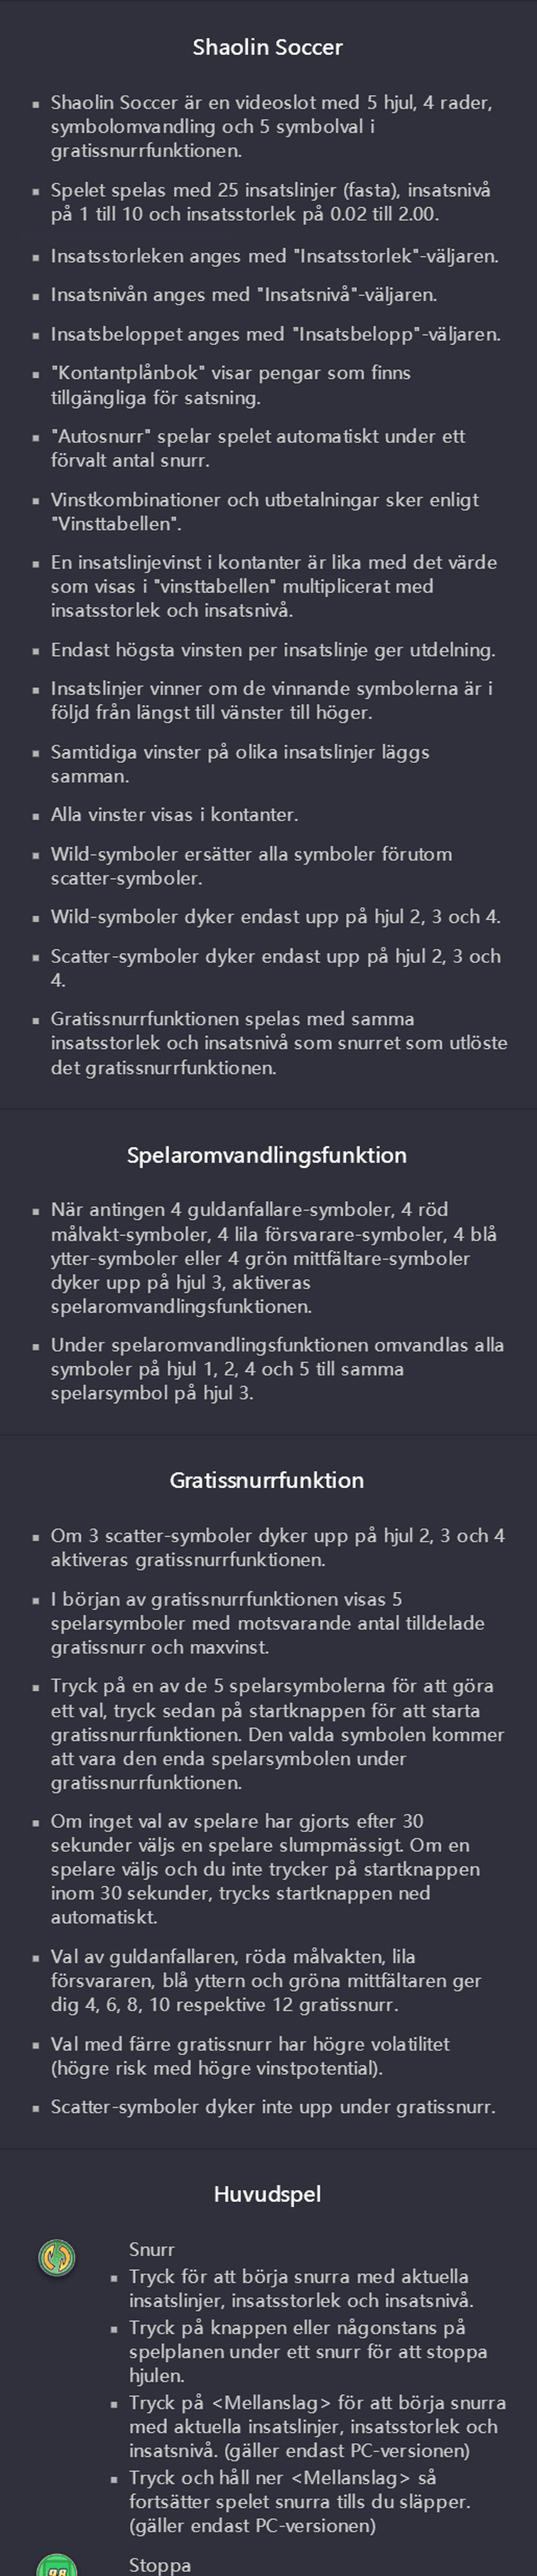 Shaolin Soccer
Shaolin Soccer är en videoslot med 5 hjul, 4 rader,
symbolomvandling och 5 symbolval i
gratissnurrfunktionen.
Spelet spelas med 25 insatslinjer (fasta), insatsnivå
på 1 till 10 och insatsstorlek på 0.02 till 2.00.
Insatsstorleken anges med "Insatsstorlek"-väljaren.
Insatsnivån anges med "Insatsnivå"-väljaren.
Insatsbeloppet anges med "Insatsbelopp"-väljaren.
"Kontantplånbok" visar pengar som finns
tillgängliga för satsning.
"Autosnurr" spelar spelet automatiskt under ett
förvalt antal snurr.
Vinstkombinationer och utbetalningar sker enligt
"Vinsttabellen".
En insatslinjevinst i kontanter är lika med det värde
som visas i "vinsttabellen" multiplicerat med
insatsstorlek och insatsnivå.
Endast högsta vinsten per insatslinje ger utdelning.
Insatslinjer vinner om de vinnande symbolerna är i
följd från längst till vänster till höger.
Samtidiga vinster på olika insatslinjer läggs
samman.
Alla vinster visas i kontanter.
Wild-symboler ersätter alla symboler förutom
scatter-symboler.
Wild-symboler dyker endast upp på hjul 2, 3 och 4.
Scatter-symboler dyker endast upp på hjul 2, 3 och
4.
Gratissnurrfunktionen spelas med samma
insatsstorlek och insatsnivå som snurret som utlöste
det gratissnurrfunktionen.
Spelaromvandlingsfunktion
När antingen 4 guldanfallare-symboler, 4 röd
målvakt-symboler, 4 lila försvarare-symboler, 4 blå
ytter-symboler eller 4 grön mittfältare-symboler
dyker upp på hjul 3, aktiveras
spelaromvandlingsfunktionen.
Under spelaromvandlingsfunktionen omvandlas alla
symboler på hjul 1, 2, 4 och 5 till samma
spelarsymbol på hjul 3.
Gratissnurrfunktion
Om 3 scatter-symboler dyker upp på hjul 2, 3 och 4
aktiveras gratissnurrfunktionen.
I början av gratissnurrfunktionen visas 5
spelarsymboler med motsvarande antal tilldelade
gratissnurr och maxvinst.
Tryck på en av de 5 spelarsymbolerna för att göra
ett val, tryck sedan på startknappen för att starta
gratissnurrfunktionen. Den valda symbolen kommer
att vara den enda spelarsymbolen under
gratissnurrfunktionen.
Om inget val av spelare har gjorts efter 30
sekunder väljs en spelare slumpmässigt. Om en
spelare väljs och du inte trycker på startknappen
inom 30 sekunder, trycks startknappen ned
automatiskt.
Val av guldanfallaren, röda målvakten, lila
försvararen, blå yttern och gröna mittfältaren ger
dig 4, 6, 8, 10 respektive 12 gratissnurr.
Val med färre gratissnurr har högre volatilitet
(högre risk med högre vinstpotential).
Scatter-symboler dyker inte upp under gratissnurr.
Huvudspel
Snurr
Tryck för att börja snurra med aktuella
insatslinjer, insatsstorlek och insatsnivå.
Tryck på knappen eller någonstans på
spelplanen under ett snurr för att stoppa
hjulen.
Tryck på <Mellanslag> för att börja snurra
med aktuella insatslinjer, insatsstorlek och
insatsnivå. (gäller endast PC-versionen)
Tryck och håll ner <Mellanslag> så
fortsätter spelet snurra tills du släpper.
(gäller endast PC-versionen)
Stoppa